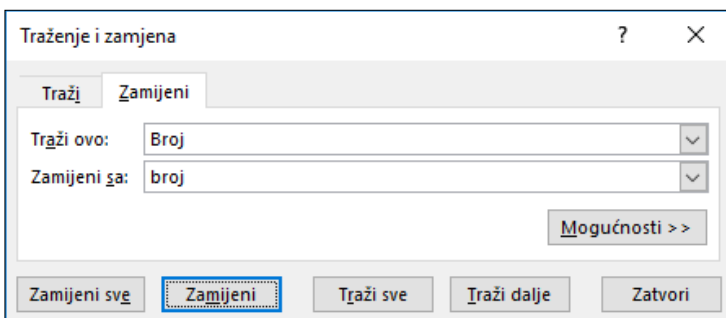 Traženje i zamjena ?
Traži Zamijeni
Traži ovo: Broj
Zamijeni sa: broj
Mogućnosti >>
Zamijeni sve Zamijeni Traži sve Traži dalje Zatvori